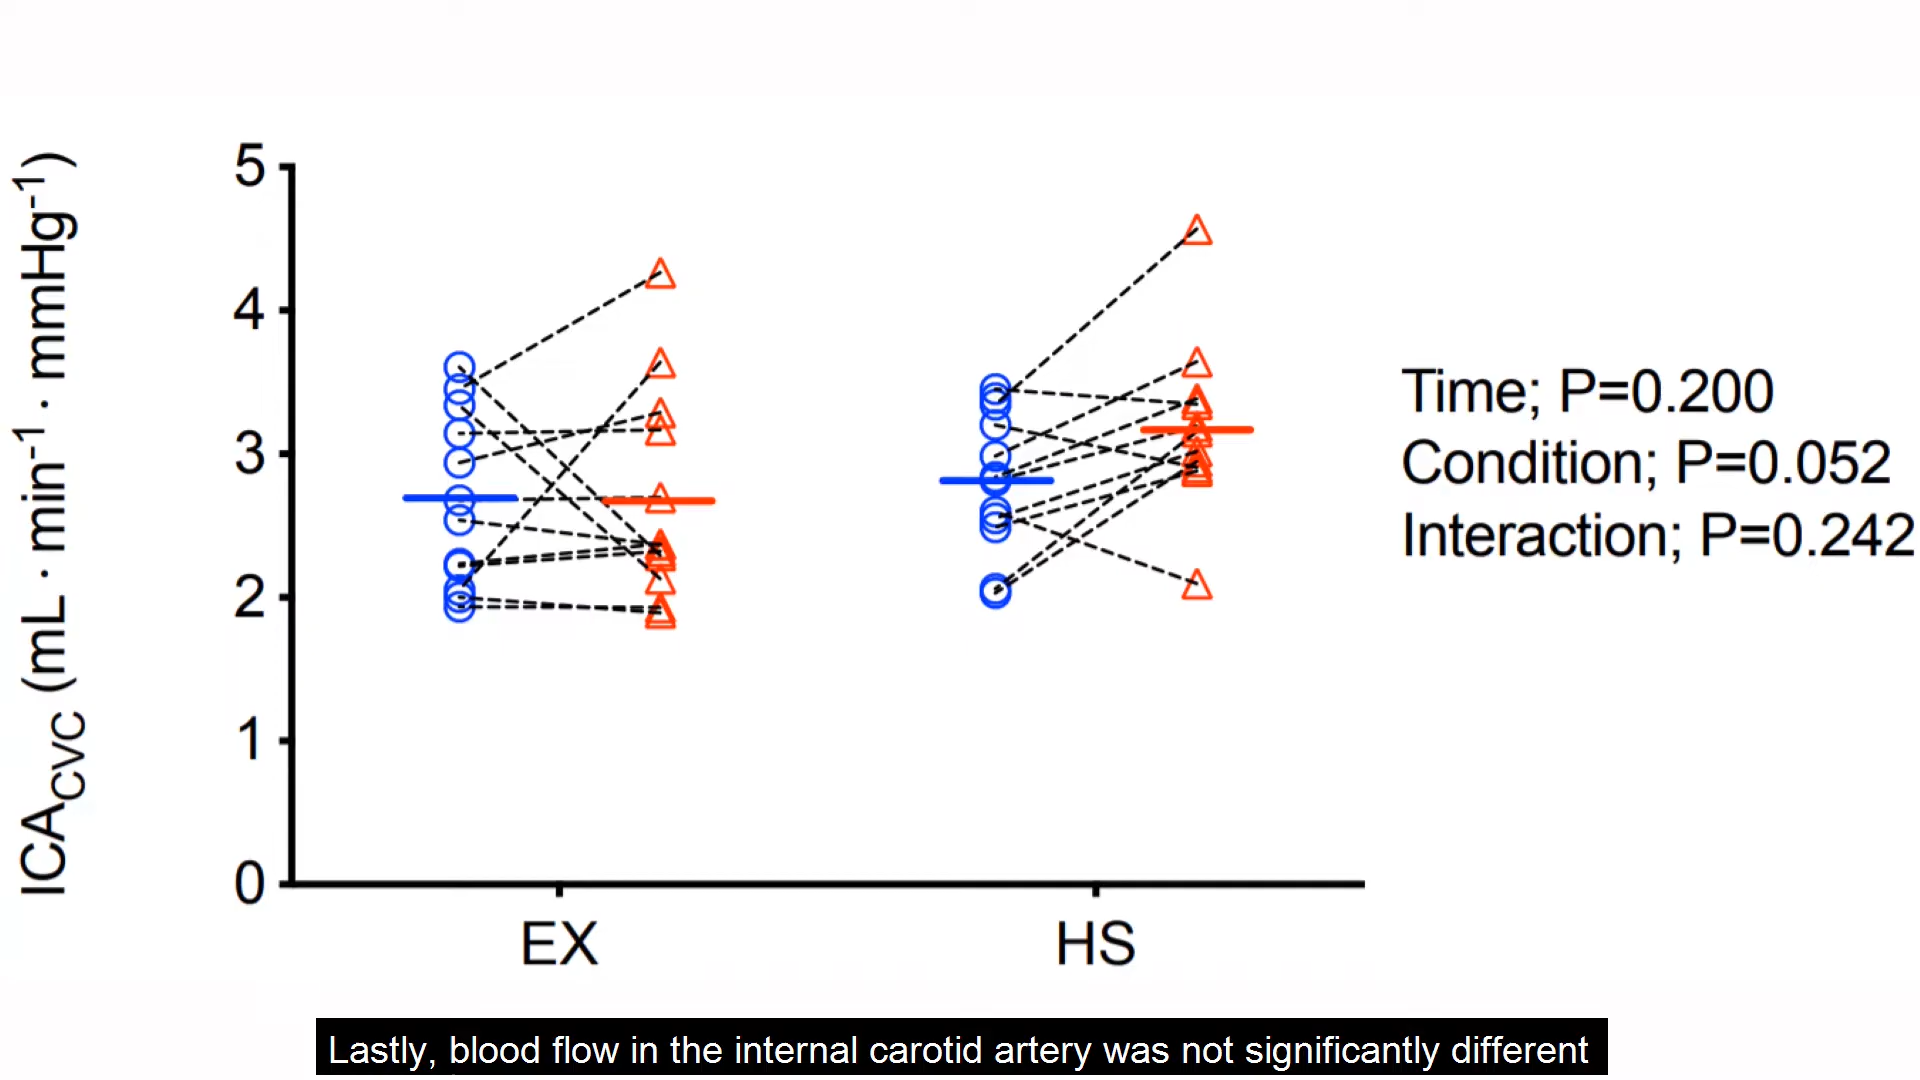 ICACVC (mL · min-1 · mmHg-1)
5
4
3
2
1
0
EX
HS
Time; P=0.200
Condition; P=0.052
Interaction; P=0.242
Lastly, blood flow in the internal carotid artery was not significantly different